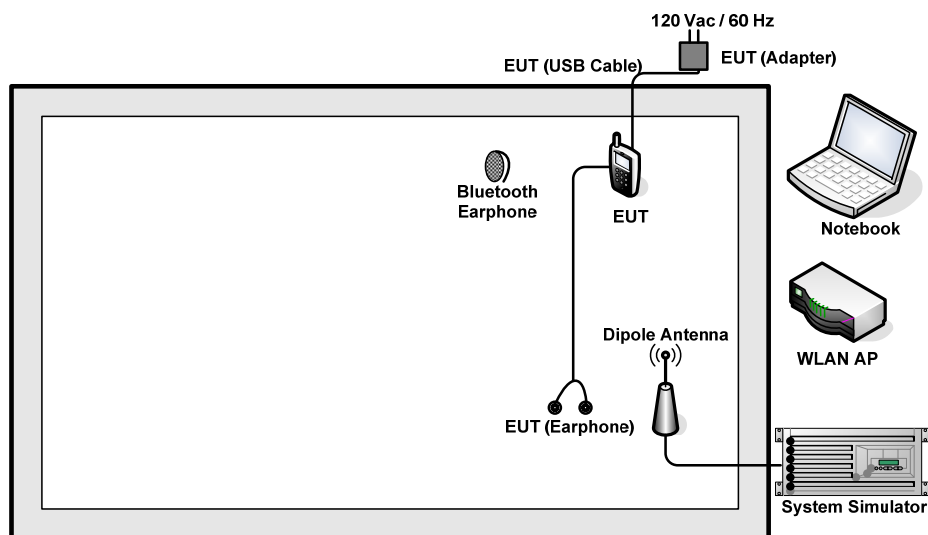 120 Vac / 60 Hz
EUT (USB Cable)
EUT (Adapter)
Bluetooth
Earphone
EUT
Notebook
Dipole Antenna
WLAN AP
EUT (Earphone)
System Simulator